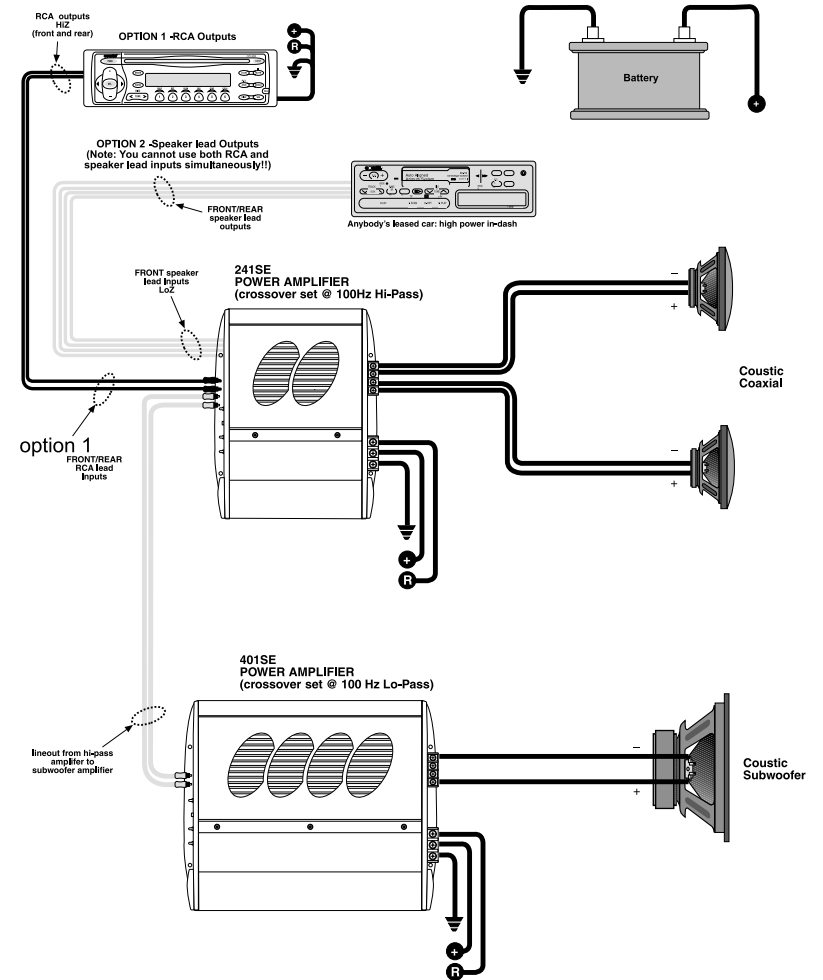 RCA outputs
HiZ
(front and rear)
OPTION 1 -RCA Outputs
+
R
Battery
+
OPTION 2 -Speaker lead Outputs
(Note: You cannot use both RCA and
speaker lead inputs simultaneously!!)
FRONT/REAR
speaker lead
outputs
Anybody's leased car: high power in-dash
FRONT speaker
lead Inputs
LoZ
241SE
POWER AMPLIFIER
(crossover set @ 100Hz Hi-Pass)
−
+
Coustic
Coaxial
−
+
option 1
FRONT/REAR
RCA lead
Inputs
+
R
401SE
POWER AMPLIFIER
(crossover set @ 100 Hz Lo-Pass)
lineout from hi-pass
amplifer to
subwoofer amplifier
−
+
Coustic
Subwoofer
+
R